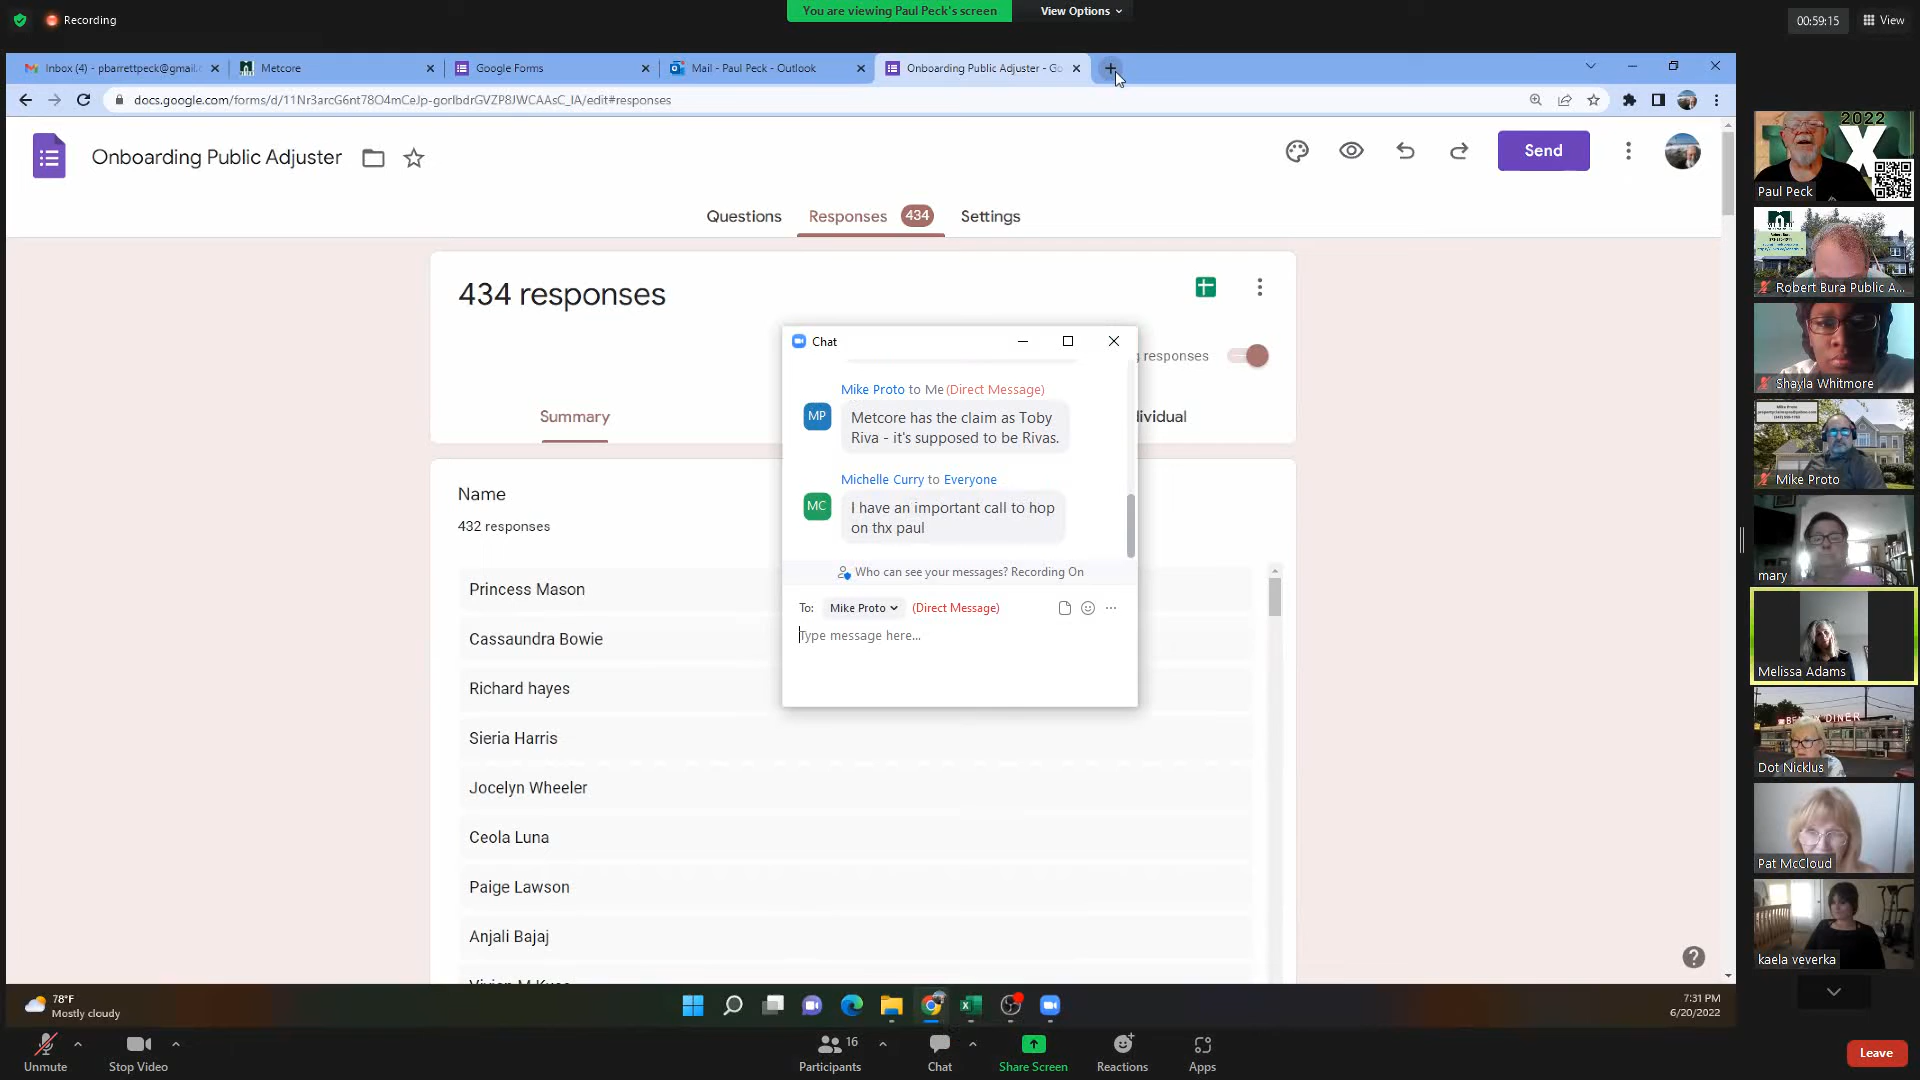 Recording
You are viewing Paul Peck's screen
View Options
00:59:15
View
Inbox (4) - pbarrettpeck@gmail.c
Metcore
Google Forms
Mail - Paul Peck - Outlook
Onboarding Public Adjuster - Go
docs.google.com/forms/d/11Nr3arcG6nt78O4mCeJp-gorlbdrGVZP8JWCAAsC_IA/edit#responses
Onboarding Public Adjuster
Send
Questions
Responses
434
Settings
434 responses
g responses
Summary
dividual
Name
432 responses
Princess Mason
Cassaundra Bowie
Richard hayes
Sieria Harris
Jocelyn Wheeler
Ceola Luna
Paige Lawson
Anjali Bajaj
Chat
Mike Proto to Me (Direct Message)
MP
Metcore has the claim as Toby
Riva - it's supposed to be Rivas.
Michelle Curry to Everyone
MC
I have an important call to hop
on thx paul
Who can see your messages? Recording On
To: Mike Proto (Direct Message)
Type message here...
2022
X
Paul Peck
Robert Bura Public A...
Shayla Whitmore
Mike Proto
Mike Proto
mary
Melissa Adams
DINER
Dot Nicklus
Pat McCloud
kaela veverka
78°F
Mostly cloudy
7:31 PM
6/20/2022
Unmute
Stop Video
16
Participants
Chat
Share Screen
Reactions
Apps
Leave